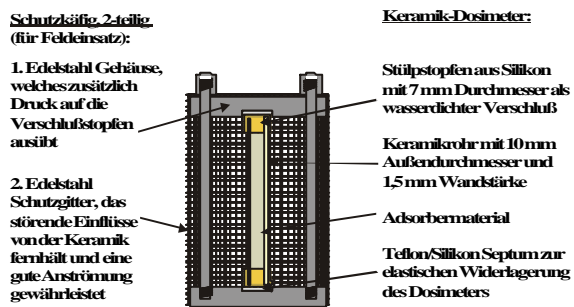 Schutzkäfig, 2-teilig
(für Feldeinsatz):
1. Edelstahl Gehäuse,
welches zusätzlich
Druck auf die
Verschlußstopfen
ausübt
2. Edelstahl
Schutzgitter, das
störende Einflüsse
von der Keramik
fernhält und eine
gute Anströmung
gewährleistet
Keramik-Dosimeter:
Stülpstopfen aus Silikon
mit 7 mm Durchmesser als
wasserdichter Verschluß
Keramikrohr mit 10 mm
Außendurchmesser und
1,5 mm Wandstärke
Adsorbermaterial
Teflon/Silikon Septum zur
elastischen Widerlagerung
des Dosimeters